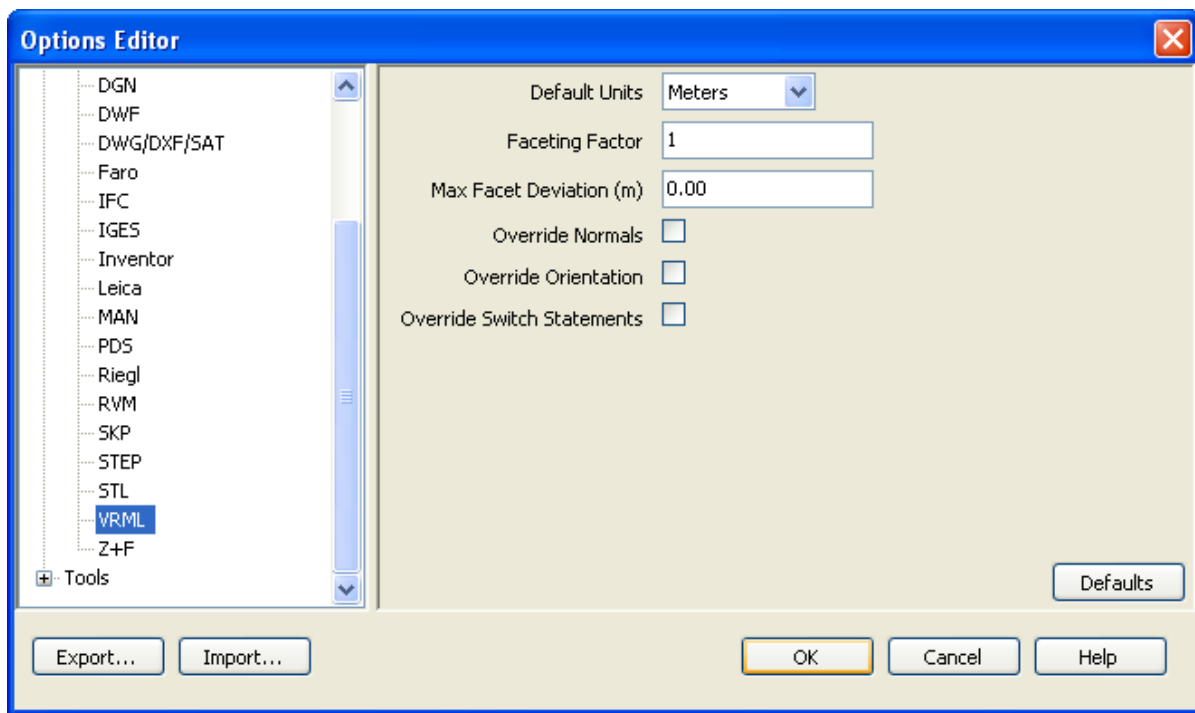 Options Editor
DGN
DWF
DWG/DXF/SAT
Faro
IFC
IGES
Inventor
Leica
MAN
PDS
Riegl
RVM
SKP
STEP
STL
VRML
Z+F
Tools
Default Units Meters
Faceting Factor 1
Max Facet Deviation (m) 0.00
Override Normals
Override Orientation
Override Switch Statements
Defaults
Export... Import... OK Cancel Help